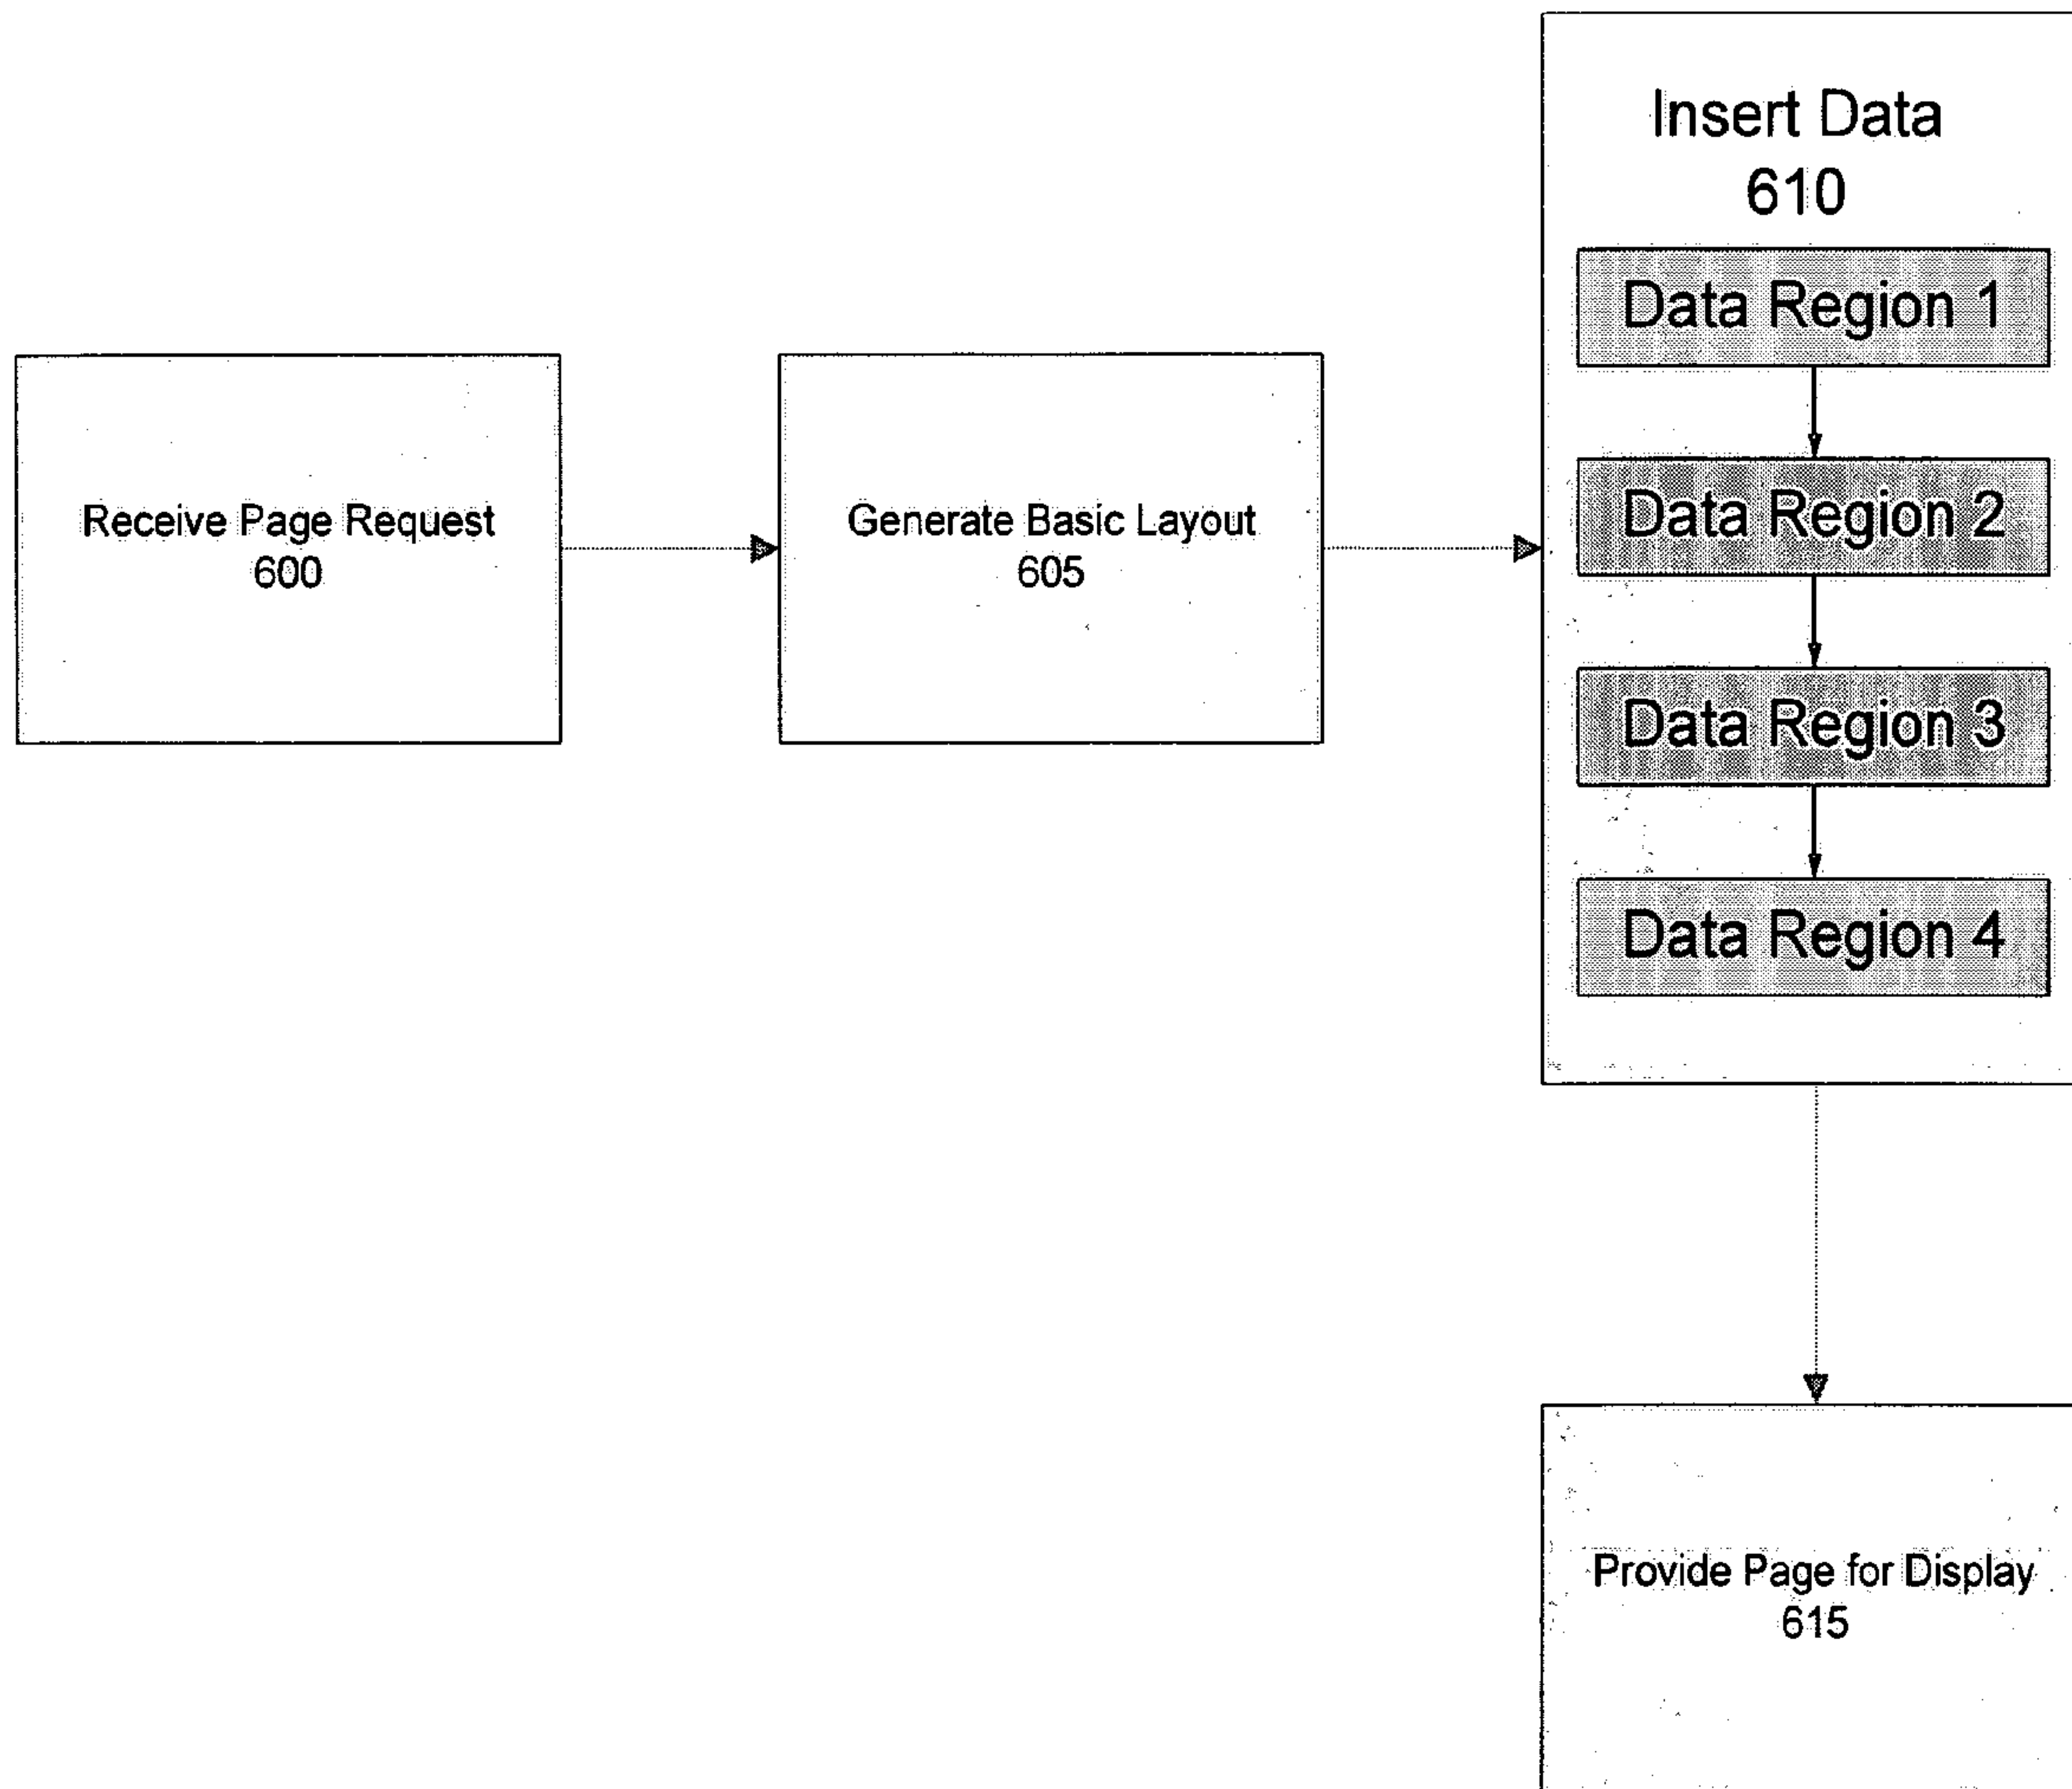 Receive Page Request
600
Generate Basic Layout
605
Insert Data
610
Data Region 1
Data Region 2
Data Region 3
Data Region 4
Provide Page for Display
615